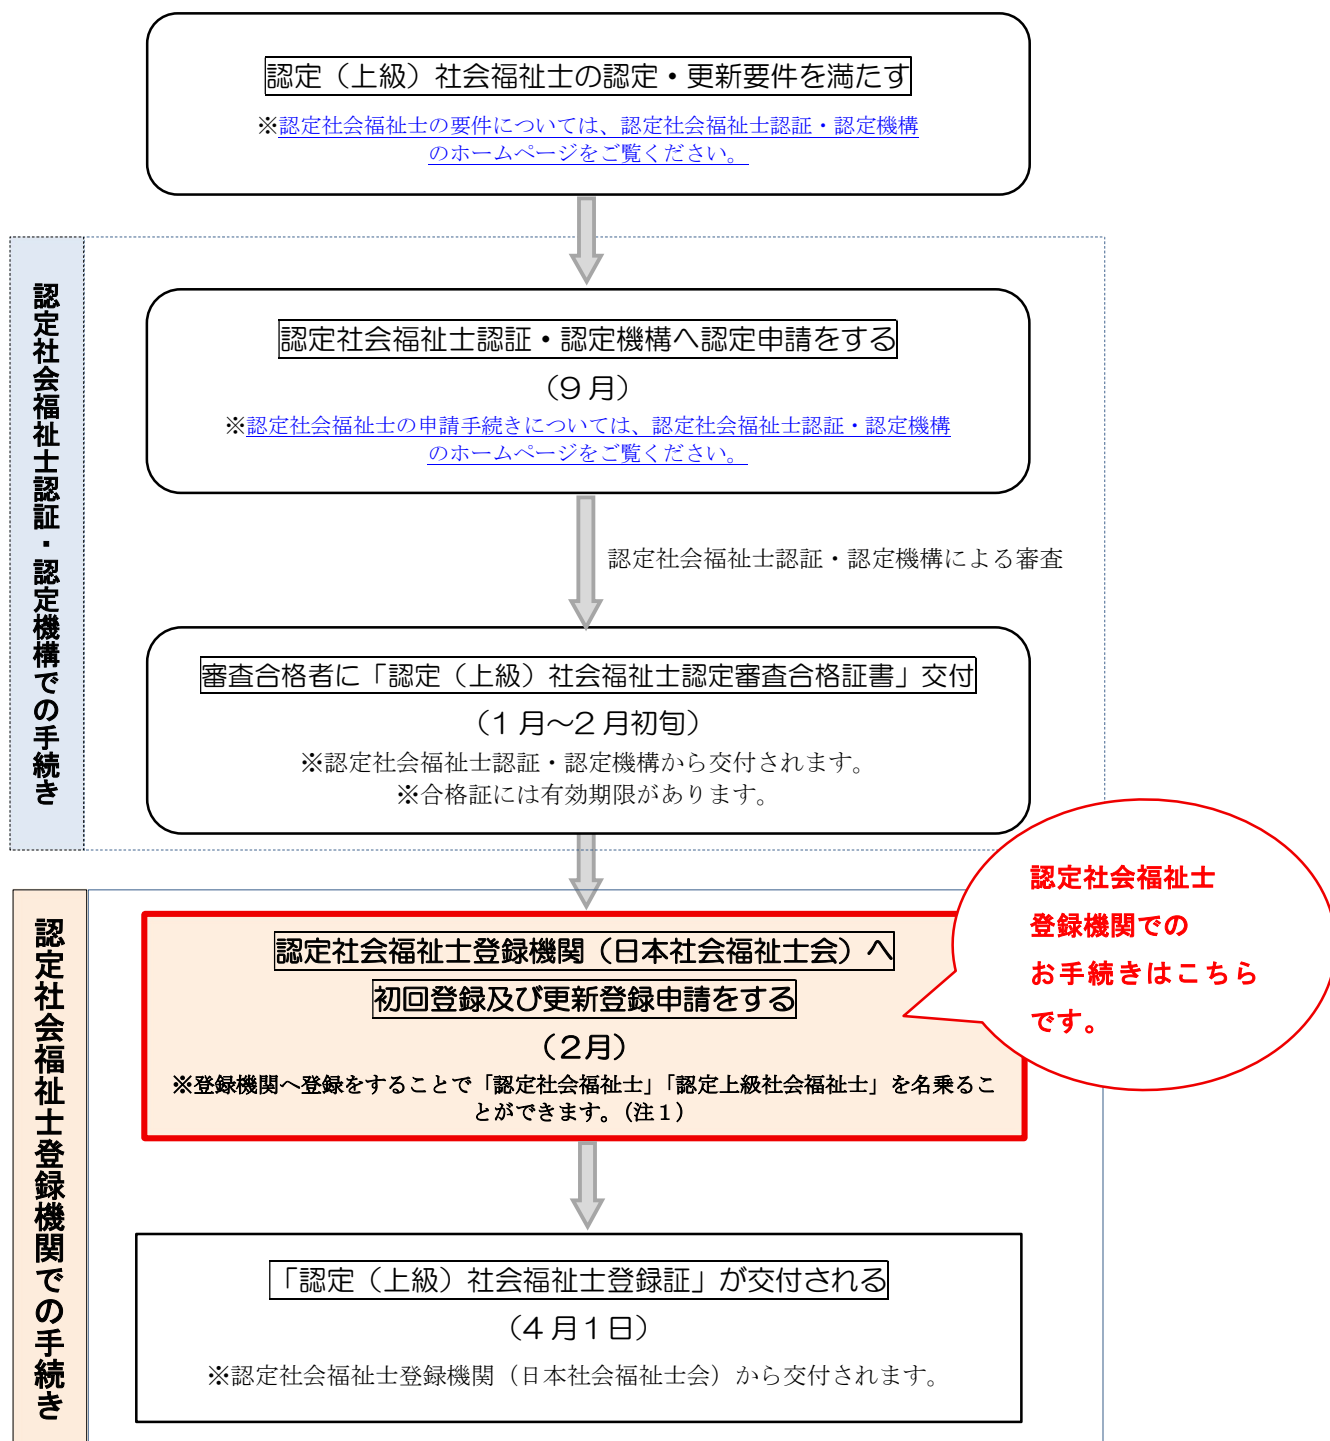 認定（上級）社会福祉士の認定・更新要件を満たす
※認定社会福祉士の要件については、認定社会福祉士認証・認定機構
のホームページをご覧ください。
認定社会福祉士認証・認定機構での手続き
認定社会福祉士認証・認定機構へ認定申請をする
（9 月）
※認定社会福祉士の申請手続きについては、認定社会福祉士認証・認定機構
のホームページをご覧ください。
認定社会福祉士認証・認定機構による審査
審査合格者に「認定（上級）社会福祉士認定審査合格証書」交付
（1 月～2 月初旬）
※認定社会福祉士認証・認定機構から交付されます。
※合格証には有効期限があります。
認定社会福祉士登録機関での手続き
認定社会福祉士登録機関（日本社会福祉士会）へ
初回登録及び更新登録申請をする
（2月）
※登録機関へ登録をすることで「認定社会福祉士」「認定上級社会福祉士」を名乗るこ
とができます。（注１）
認定社会福祉士
登録機関での
お手続きはこちら
です。
「認定（上級）社会福祉士登録証」が交付される
（4 月 1 日）
※認定社会福祉士登録機関（日本社会福祉士会）から交付されます。